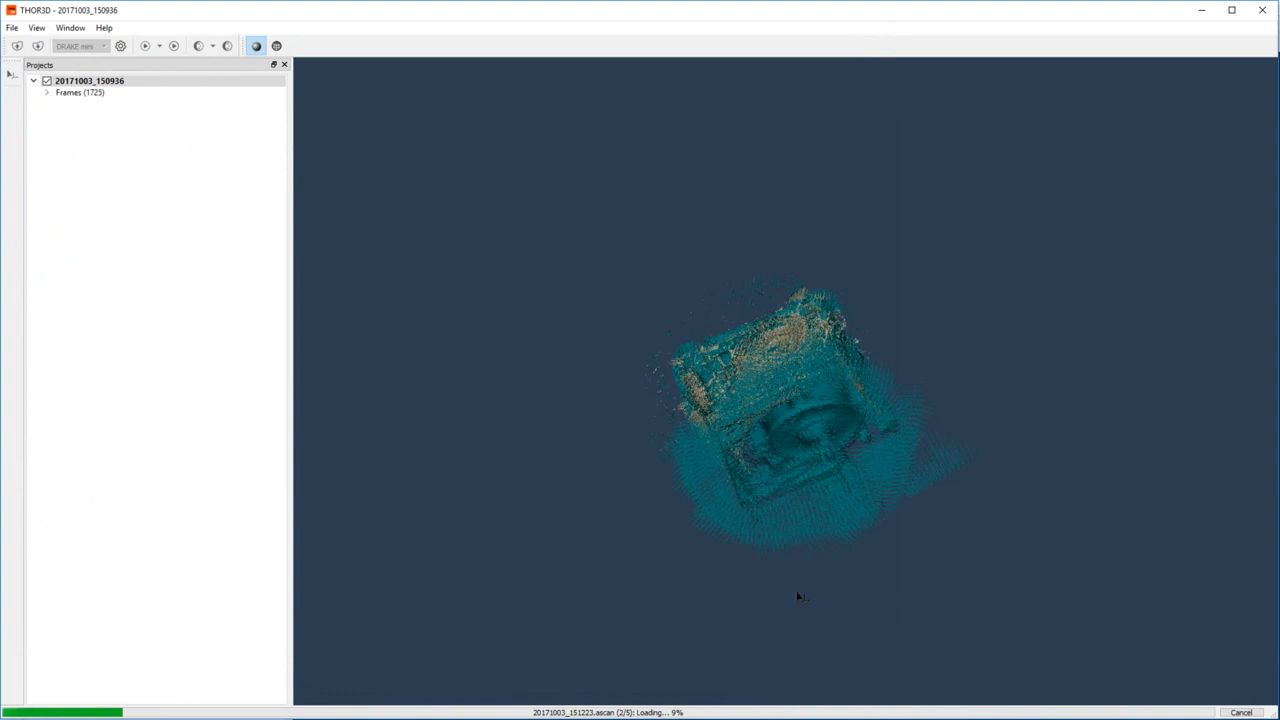 THOR3D - 20171003_150936
File View Window Help
DRAKE mini
Projects
20171003_150936
Frames (1725)
20171003_151223.ascan (2/5): Loading... 9%
Cancel